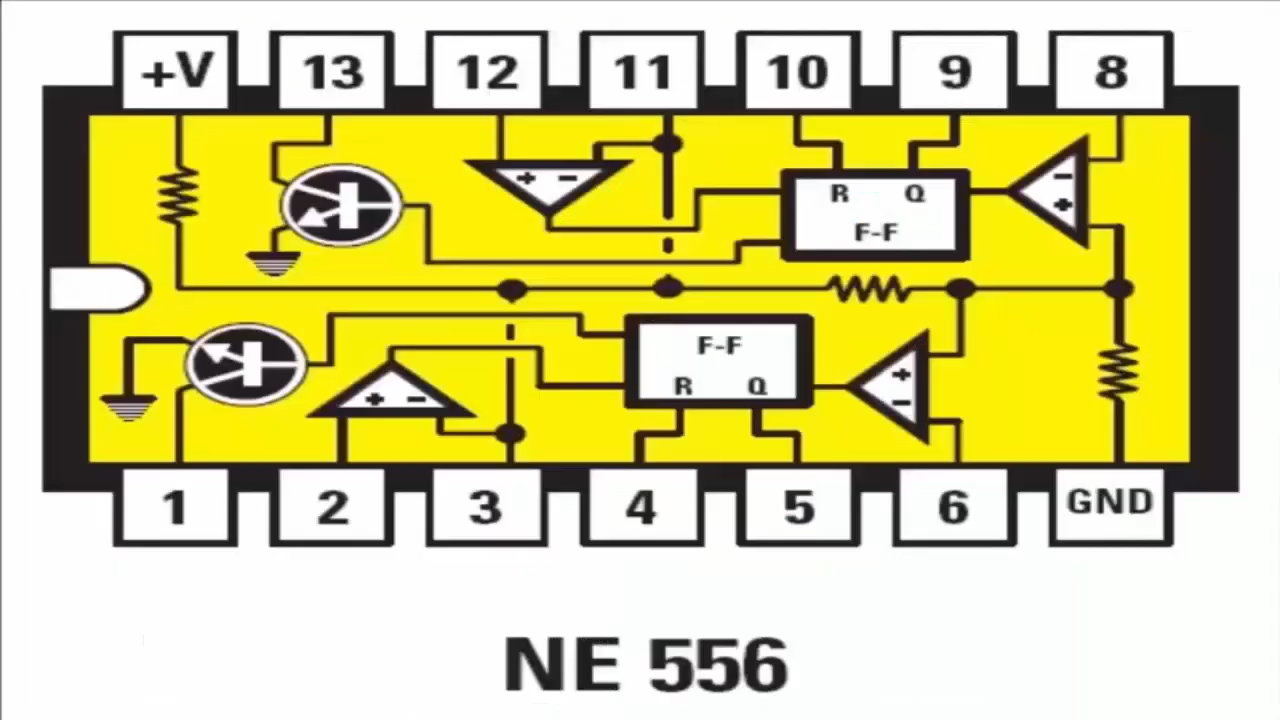 +V 13 12 11 10 9 8
+ -
-
+
R Q
F-F
F-F
R Q
+
-
+ -
1 2 3 4 5 6 GND
NE 556